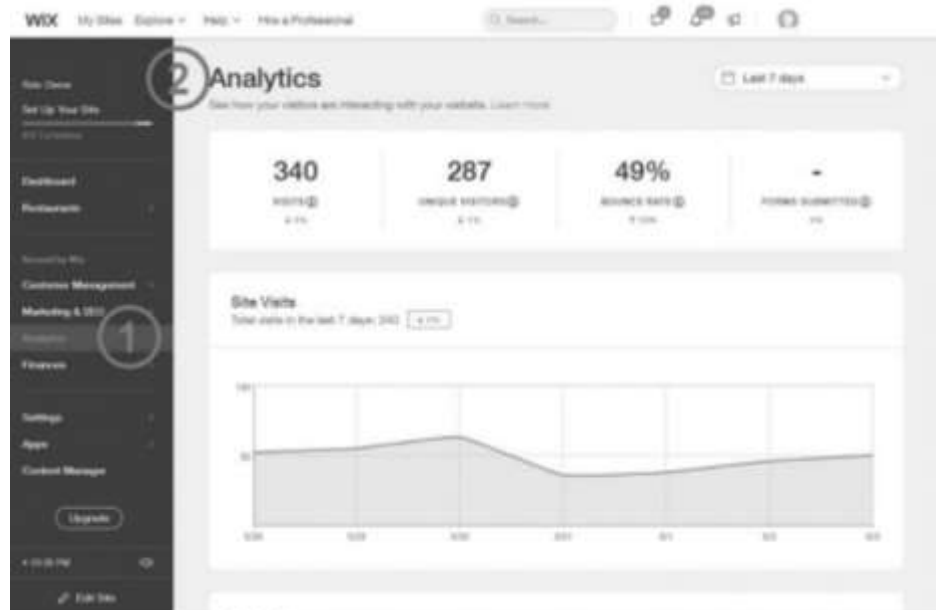 WIX My Sites Explore Help Hire a Professional Search...
Role: Owner
Set Up Your Site
Dashboard
Restaurants
Customer Management
Marketing & SEO
Analytics
Finances
Settings
Apps
Content Manager
Upgrade
Edit Site
1
2
Analytics
Last 7 days
See how your visitors are interacting with your website. Learn more
340
VISITS
287
UNIQUE VISITORS
49%
BOUNCE RATE
-
FORMS SUBMITTED
Site Visits
Total visits in the last 7 days: 340
100
50